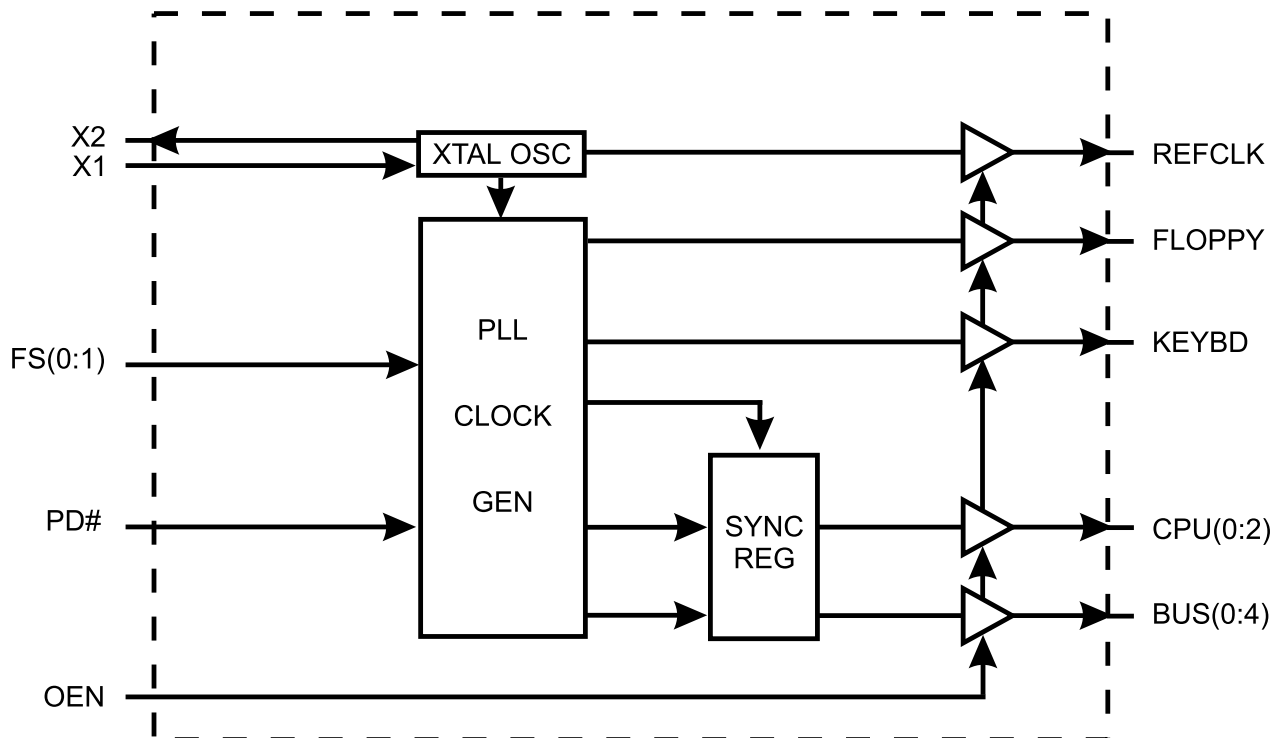 X2
X1
XTAL OSC
REFCLK
FLOPPY
PLL
KEYBD
FS(0:1)
CLOCK
GEN
PD#
SYNC
REG
CPU(0:2)
BUS(0:4)
OEN